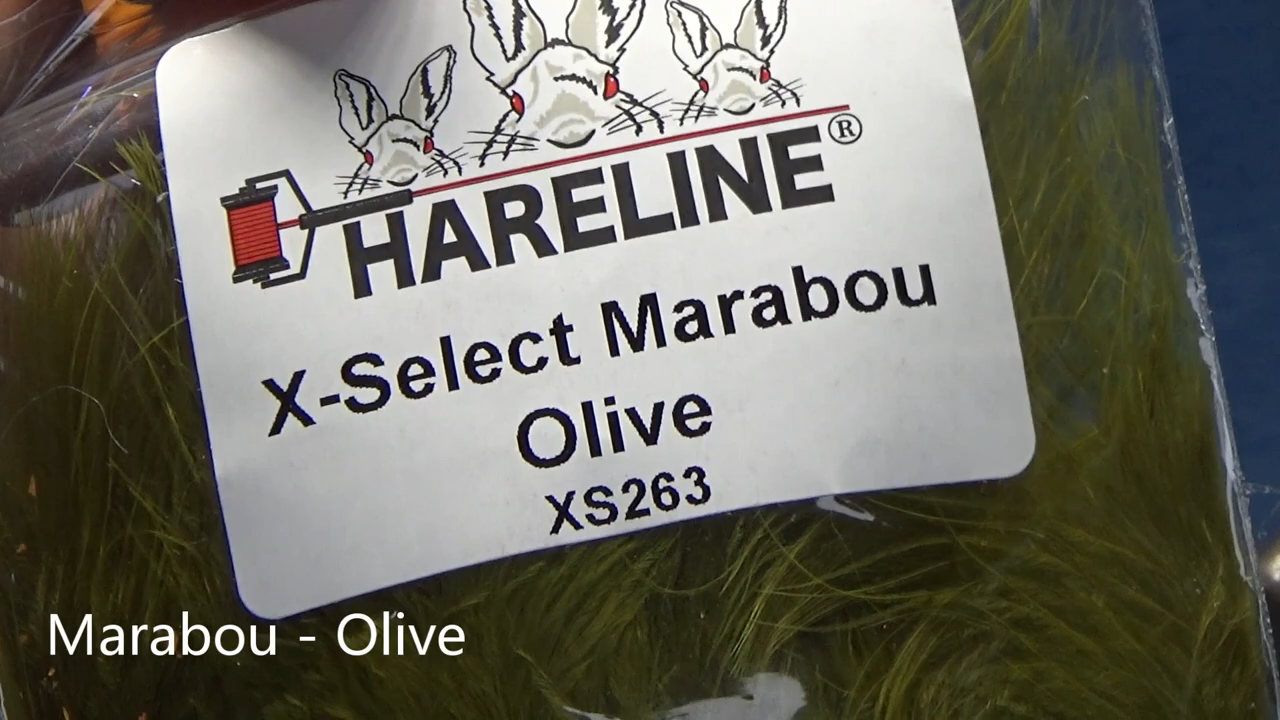 HARELINE®
X-Select Marabou
Olive
XS263
Marabou - Olive